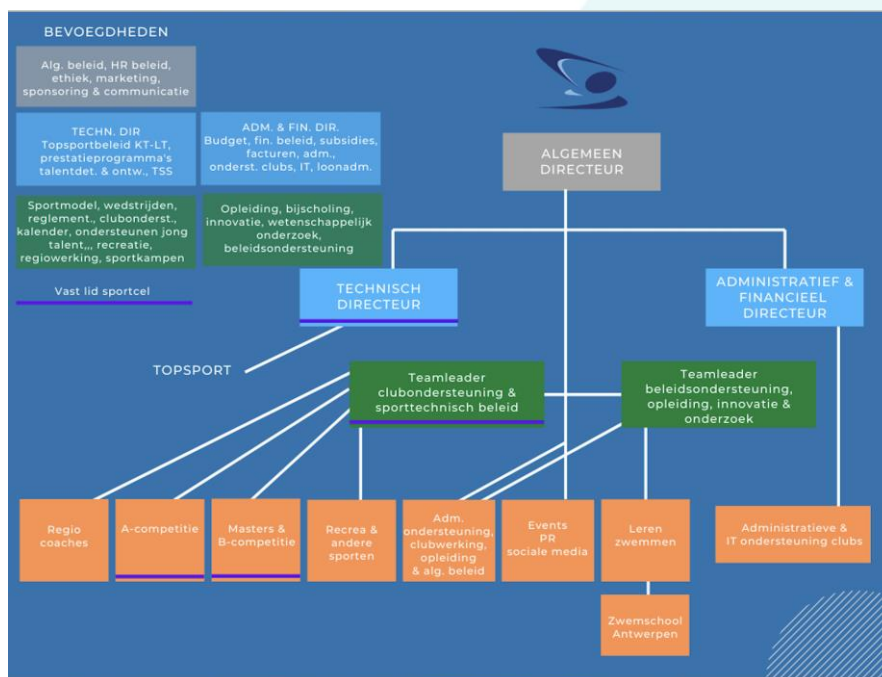 BEVOEGDHEDEN
Alg. beleid, HR beleid,
ethiek, marketing,
sponsoring & communicatie
TECHN. DIR
Topsportbeleid KT-LT,
prestatieprogramma's
talentdet. & ontw., TSS
ADM. & FIN. DIR.
Budget, fin. beleid, subsidies,
facturen, adm.,
onderst. clubs, IT, loonadm.
Sportmodel, wedstrijden,
reglement., clubonderst.,
kalender, ondersteunen jong
talent,,, recreatie,
regiowerking, sportkampen
Opleiding, bijscholing,
innovatie, wetenschappelijk
onderzoek,
beleidsondersteuning
Vast lid sportcel
ALGEMEEN
DIRECTEUR
TECHNISCH
DIRECTEUR
ADMINISTRATIEF &
FINANCIEEL
DIRECTEUR
TOPSPORT
Teamleader
clubondersteuning &
sporttechnisch beleid
Teamleader
beleidsondersteuning,
opleiding, innovatie &
onderzoek
Regio
coaches
A-competitie
Masters &
B-competitie
Recrea &
andere
sporten
Adm.
ondersteuning,
clubwerking,
opleiding
& alg. beleid
Events
PR
sociale media
Leren
zwemmen
Administratieve &
IT ondersteuning clubs
Zwemschool
Antwerpen